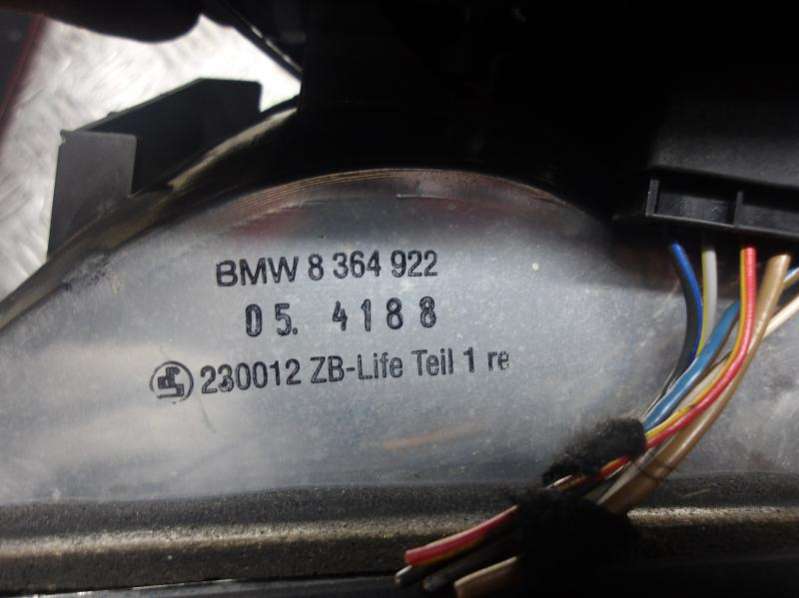 BMW 8 364 922
05. 4188
230012 ZB-Life Teil 1 re